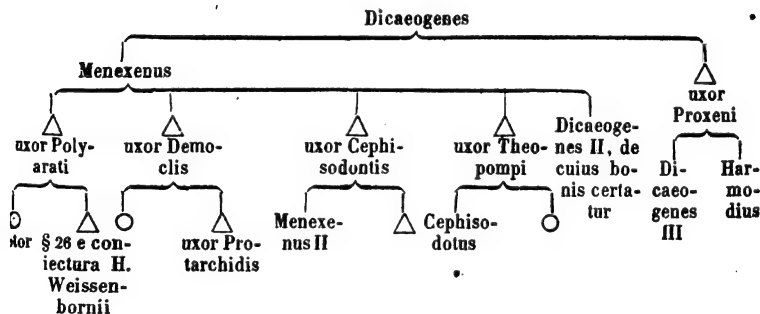 Dicaeogenes
Menexenus
uxor
Proxeni
uxor Poly-
arati
uxor Demo-
clis
uxor Cephi-
sodontis
uxor Theo-
pompi
Dicaeoge-
nes II, de
cuius bo-
nis certa-
tur
Di-
caeo-
genes
III
Har-
mo-
dius
§ 26 e con-
iectura H.
Weissen-
bornii
uxor Pro-
tarchidis
Menexe-
nus II
Cephiso-
dotus